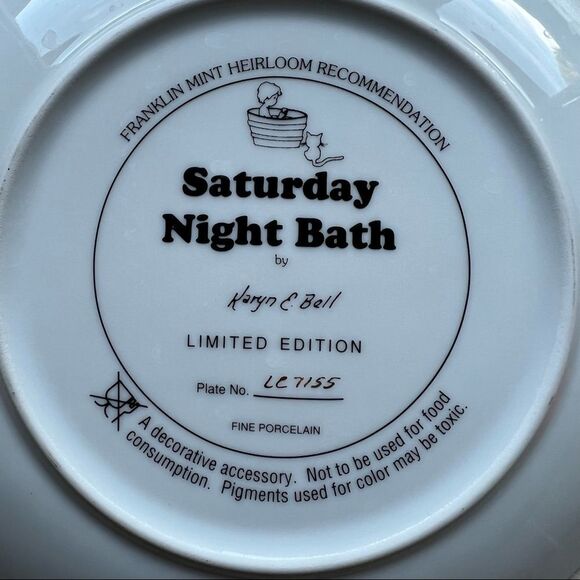 FRANKLIN MINT HEIRLOOM RECOMMENDATION
Saturday
Night Bath
by
Karyn E. Bell
LIMITED EDITION
Plate No. LC7155
FINE PORCELAIN
A decorative accessory. Not to be used for food
consumption. Pigments used for color may be toxic.